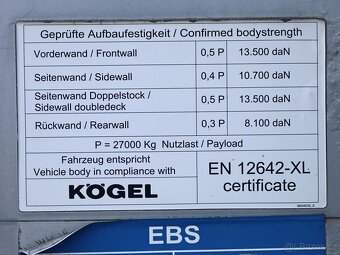 Geprüfte Aufbaufestigkeit / Confirmed bodystrength
Vorderwand / Frontwall 0,5 P 13.500 daN
Seitenwand / Sidewall 0,4 P 10.700 daN
Seitenwand Doppelstock /
Sidewall doubledeck 0,5 P 13.500 daN
Rückwand / Rearwall 0,3 P 8.100 daN
P = 27000 Kg Nutzlast / Payload
Fahrzeug entspricht
Vehicle body in compliance with
KÖGEL
EN 12642-XL
certificate
EBS